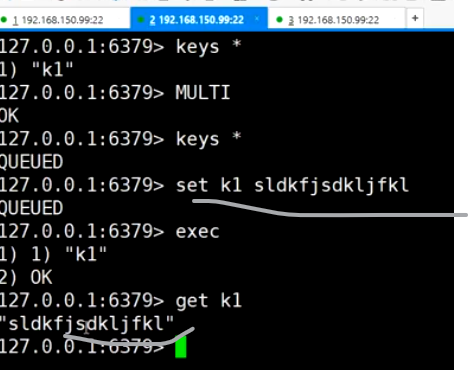 1 192.168.150.99:22 2 192.168.150.99:22 × 3 192.168.150.99:22 +
127.0.0.1:6379> keys *
1) "k1"
127.0.0.1:6379> MULTI
OK
127.0.0.1:6379> keys *
QUEUED
127.0.0.1:6379> set k1 sldkfjsdkljfkl
QUEUED
127.0.0.1:6379> exec
1) 1) "k1"
2) OK
127.0.0.1:6379> get k1
"sldkfjsdkljfkl"
127.0.0.1:6379>